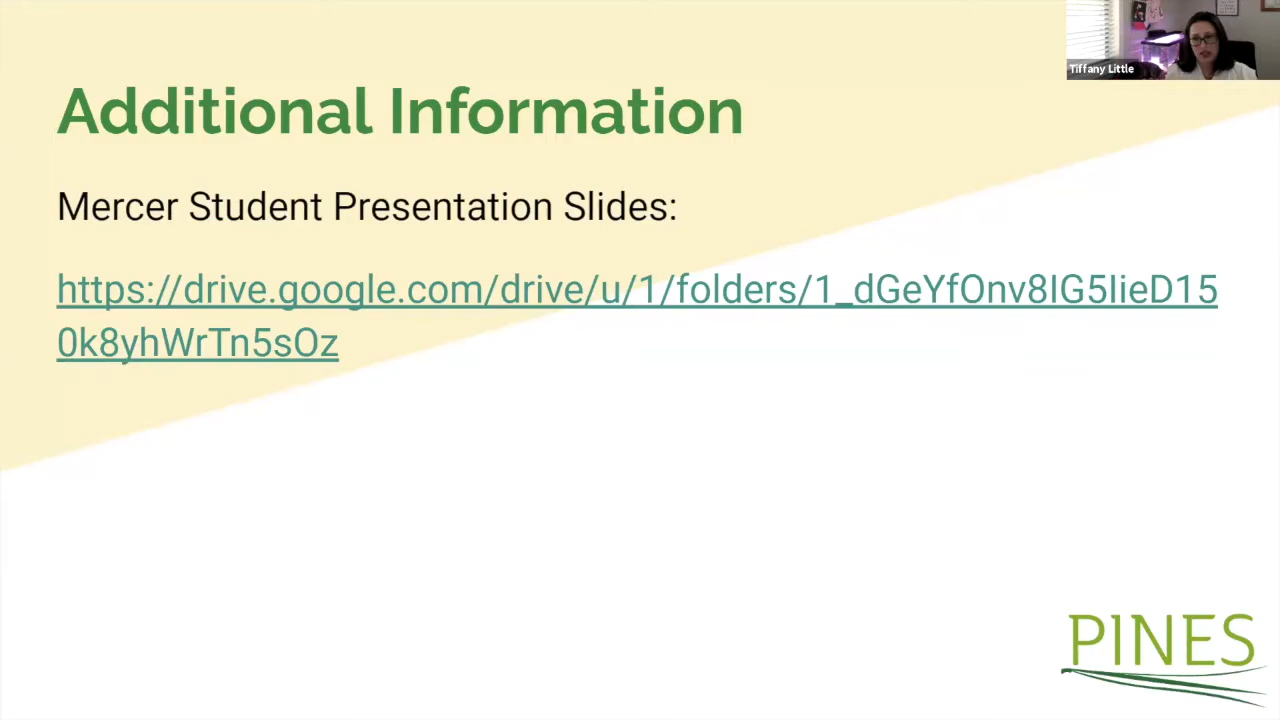 Tiffany Little
Additional Information
Mercer Student Presentation Slides:
https://drive.google.com/drive/u/1/folders/1_dGeYfOnv8IG5IieD15
0k8yhWrTn5sOz
PINES